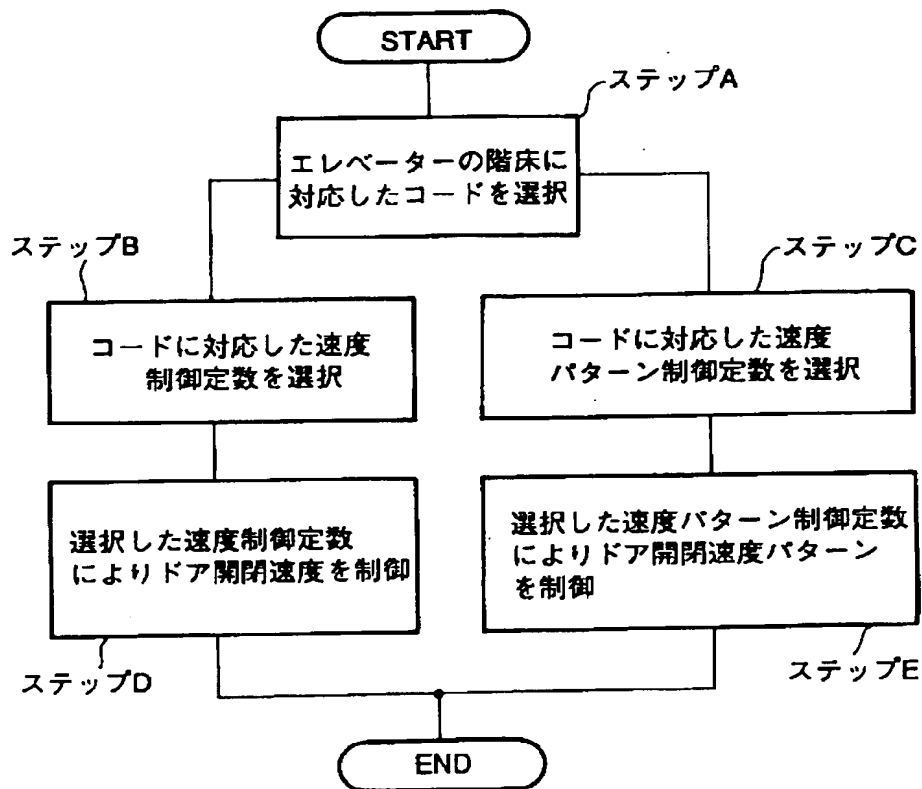 START
ステップA
エレベーターの階床に
対応したコードを選択
ステップB
コードに対応した速度
制御定数を選択
ステップC
コードに対応した速度
パターン制御定数を選択
選択した速度制御定数
によりドア開閉速度を制御
ステップD
選択した速度パターン制御定数
によりドア開閉速度パターン
を制御
ステップE
END